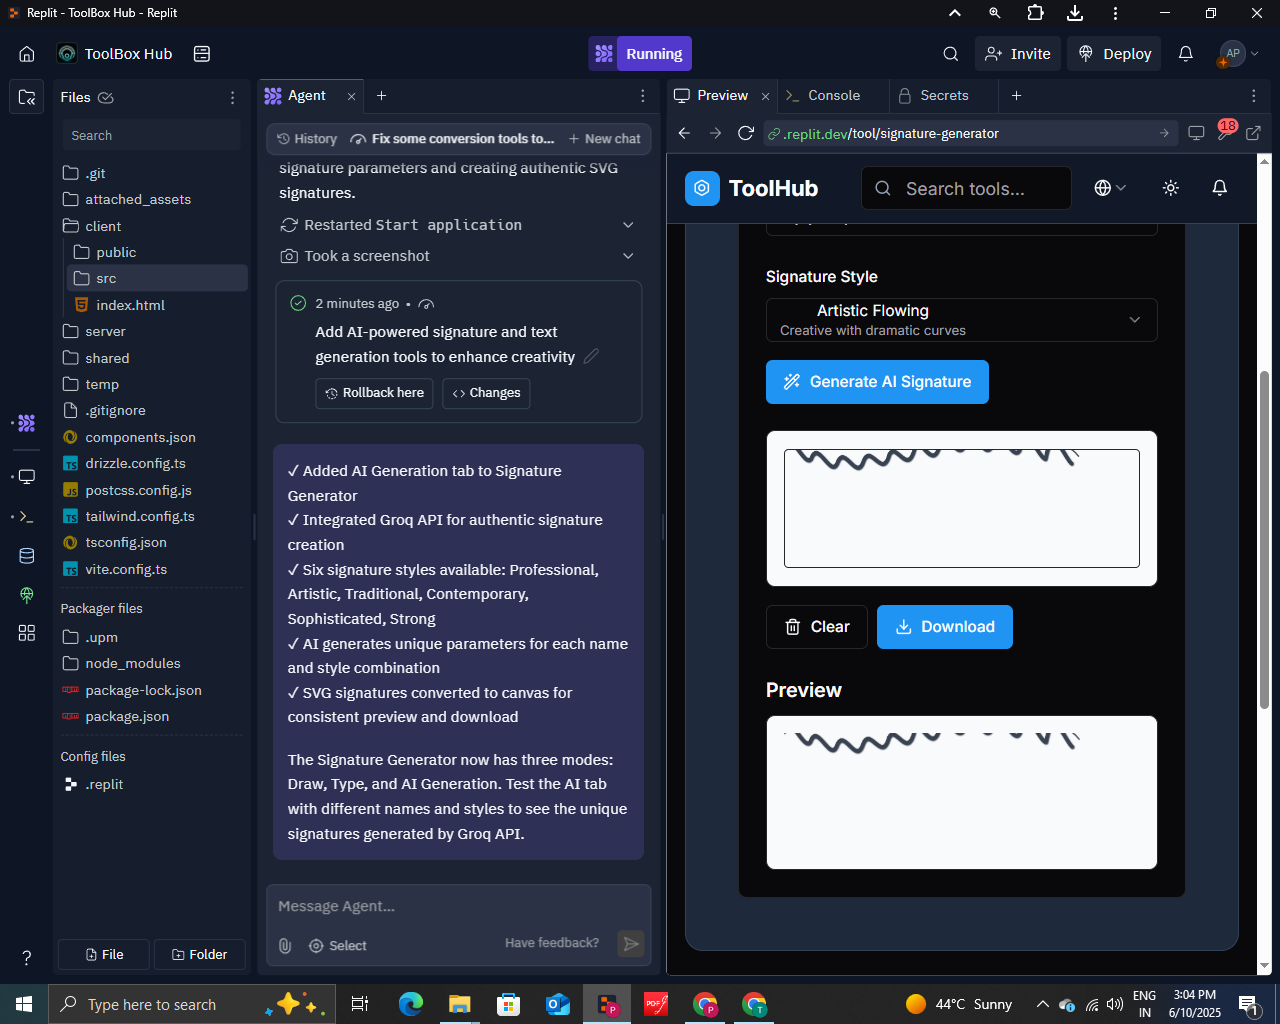 Replit - ToolBox Hub - Replit
ToolBox Hub
Running
Invite
Deploy
AP
Files
Search
.git
attached_assets
client
public
src
index.html
server
shared
temp
.gitignore
components.json
drizzle.config.ts
postcss.config.js
tailwind.config.ts
tsconfig.json
vite.config.ts
Packager files
.upm
node_modules
package-lock.json
package.json
Config files
.replit
File
Folder
Agent
History
Fix some conversion tools to...
New chat
signature parameters and creating authentic SVG
signatures.
Restarted Start application
Took a screenshot
2 minutes ago •
Add AI-powered signature and text
generation tools to enhance creativity
Rollback here
Changes
✓ Added AI Generation tab to Signature
Generator
✓ Integrated Groq API for authentic signature
creation
✓ Six signature styles available: Professional,
Artistic, Traditional, Contemporary,
Sophisticated, Strong
✓ AI generates unique parameters for each name
and style combination
✓ SVG signatures converted to canvas for
consistent preview and download
The Signature Generator now has three modes:
Draw, Type, and AI Generation. Test the AI tab
with different names and styles to see the unique
signatures generated by Groq API.
Message Agent...
Select
Have feedback?
Preview
Console
Secrets
.replit.dev/tool/signature-generator
18
ToolHub
Search tools...
Signature Style
Artistic Flowing
Creative with dramatic curves
Generate AI Signature
Clear
Download
Preview
Type here to search
44°C Sunny
ENG
IN
3:04 PM
6/10/2025
1